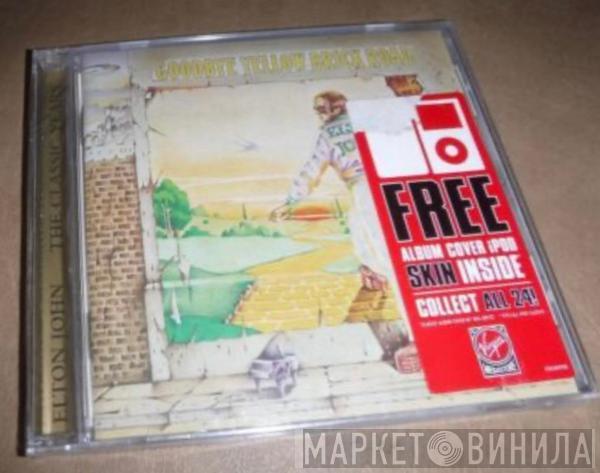 GOODBYE YELLOW BRICK ROAD
ELTON JOHN THE CLASSIC YEARS
FREE
ALBUM COVER iPOD
SKIN INSIDE
COLLECT ALL 24!
Virgin
МАРКЕТ ВИНИЛА